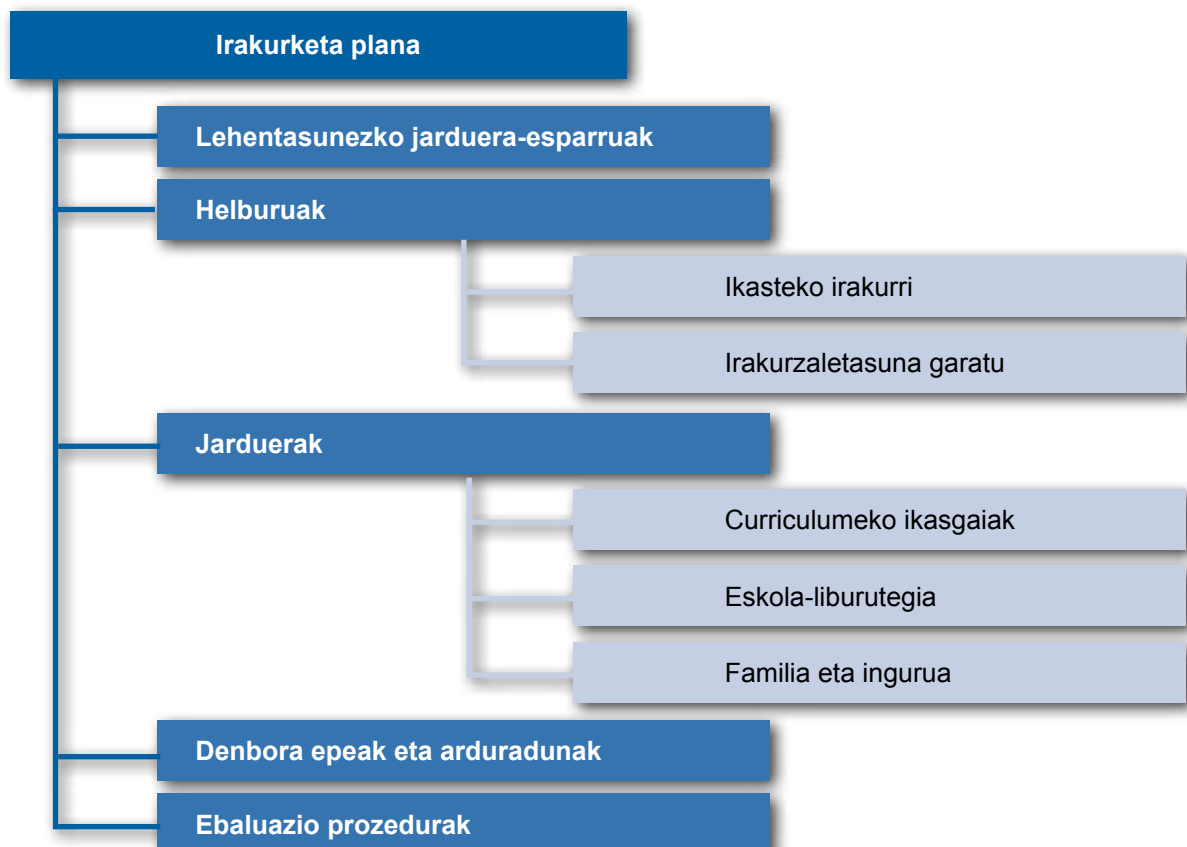 Irakurketa plana
Lehentasunezko jarduera-esparruak
Helburuak
Ikasteko irakurri
Irakurzaletasuna garatu
Jarduerak
Curriculumeko ikasgaiak
Eskola-liburutegia
Familia eta ingurua
Denbora epeak eta arduradunak
Ebaluazio prozedurak